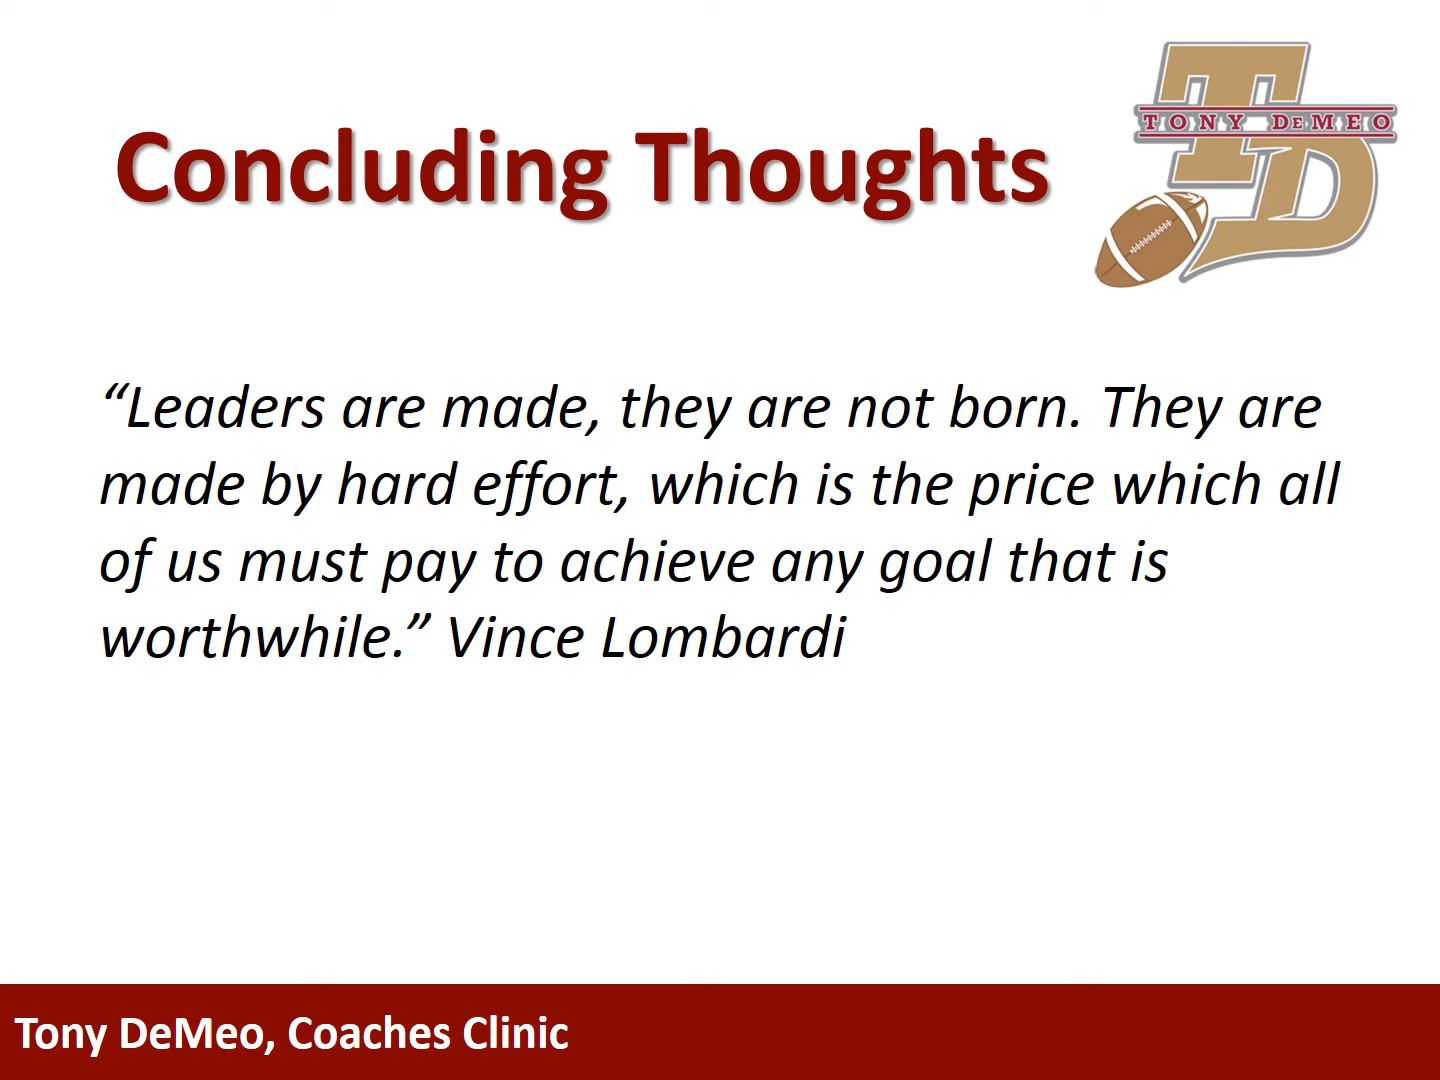 Concluding Thoughts
TONY DEMEO
TD
“Leaders are made, they are not born. They are
made by hard effort, which is the price which all
of us must pay to achieve any goal that is
worthwhile.” Vince Lombardi
Tony DeMeo, Coaches Clinic